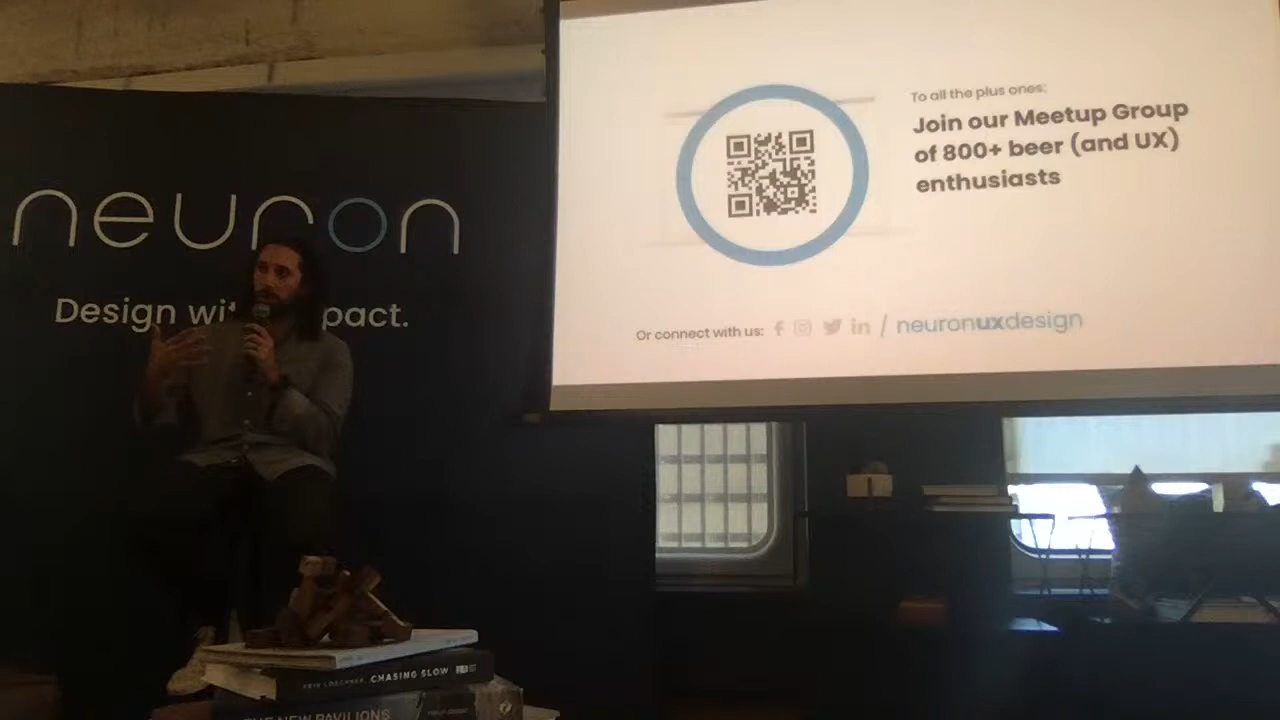 neuron
Design wit pact.
To all the plus ones:
Join our Meetup Group
of 800+ beer (and UX)
enthusiasts
Or connect with us: / neuronuxdesign
CHASING SLOW
THE NEW PAVILIONS